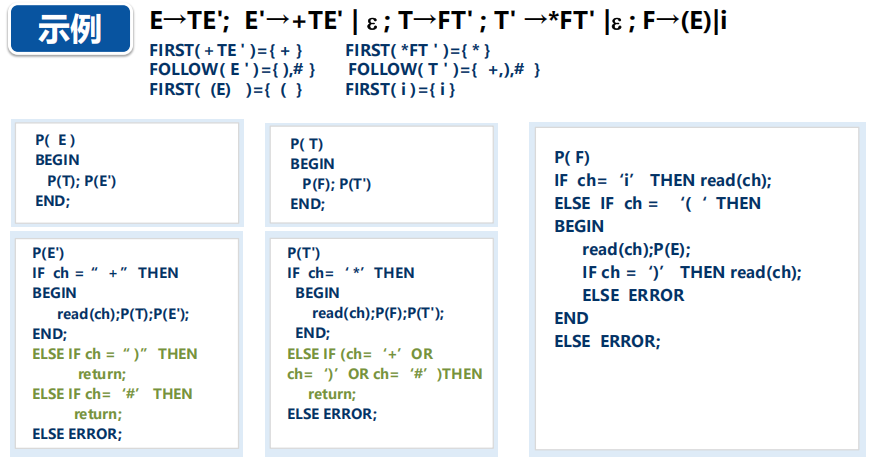 示例
E→TE'; E'→+TE' | ε ; T→FT' ; T' →*FT' |ε ; F→(E)|i
FIRST( + TE ' )={ + } FIRST( *FT ' )={ * }
FOLLOW( E ' )={ ),# } FOLLOW( T ' )={ +,),# }
FIRST( (E) )={ ( } FIRST( i )={ i }
P( E )
BEGIN
P(T); P(E')
END;
P( T)
BEGIN
P(F); P(T')
END;
P( F)
IF ch= ‘i’ THEN read(ch);
ELSE IF ch = ‘( ‘ THEN
BEGIN
read(ch);P(E);
IF ch = ‘)’ THEN read(ch);
ELSE ERROR
END
ELSE ERROR;
P(E')
IF ch = “ +” THEN
BEGIN
read(ch);P(T);P(E');
END;
ELSE IF ch = “ )” THEN
return;
ELSE IF ch= ‘#’ THEN
return;
ELSE ERROR;
P(T')
IF ch= ‘ *’ THEN
BEGIN
read(ch);P(F);P(T');
END;
ELSE IF (ch= ‘+’ OR
ch= ‘)’ OR ch= ‘#’ )THEN
return;
ELSE ERROR;